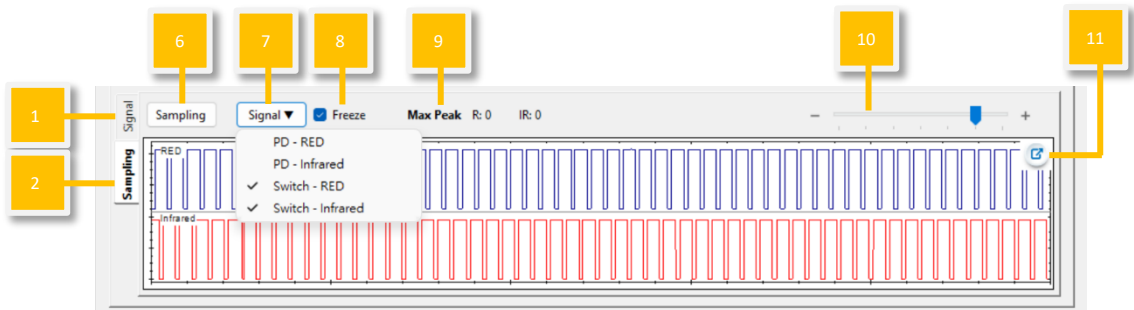 6
7
8
9
10
11
1
2
Signal
Sampling
Sampling
Signal ▼
Freeze
Max Peak R: 0 IR: 0
− +
PD - RED
PD - Infrared
✓ Switch - RED
✓ Switch - Infrared
RED
Infrared